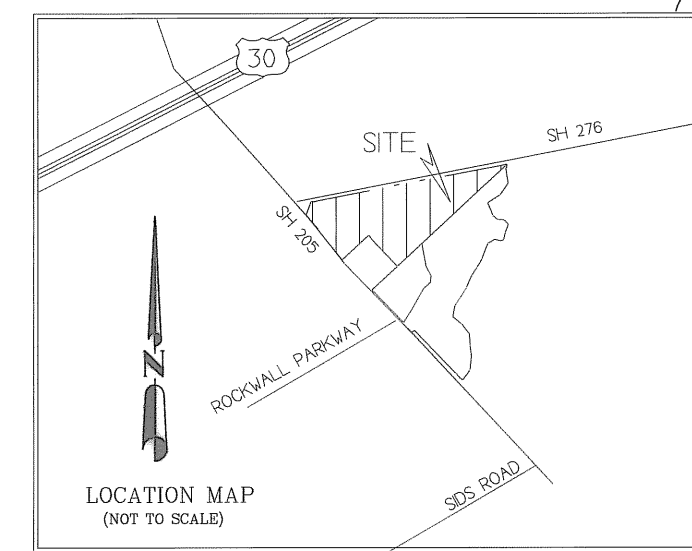 30
SH 276
SITE
SH 205
ROCKWALL PARKWAY
N
LOCATION MAP
(NOT TO SCALE)
SIDS ROAD